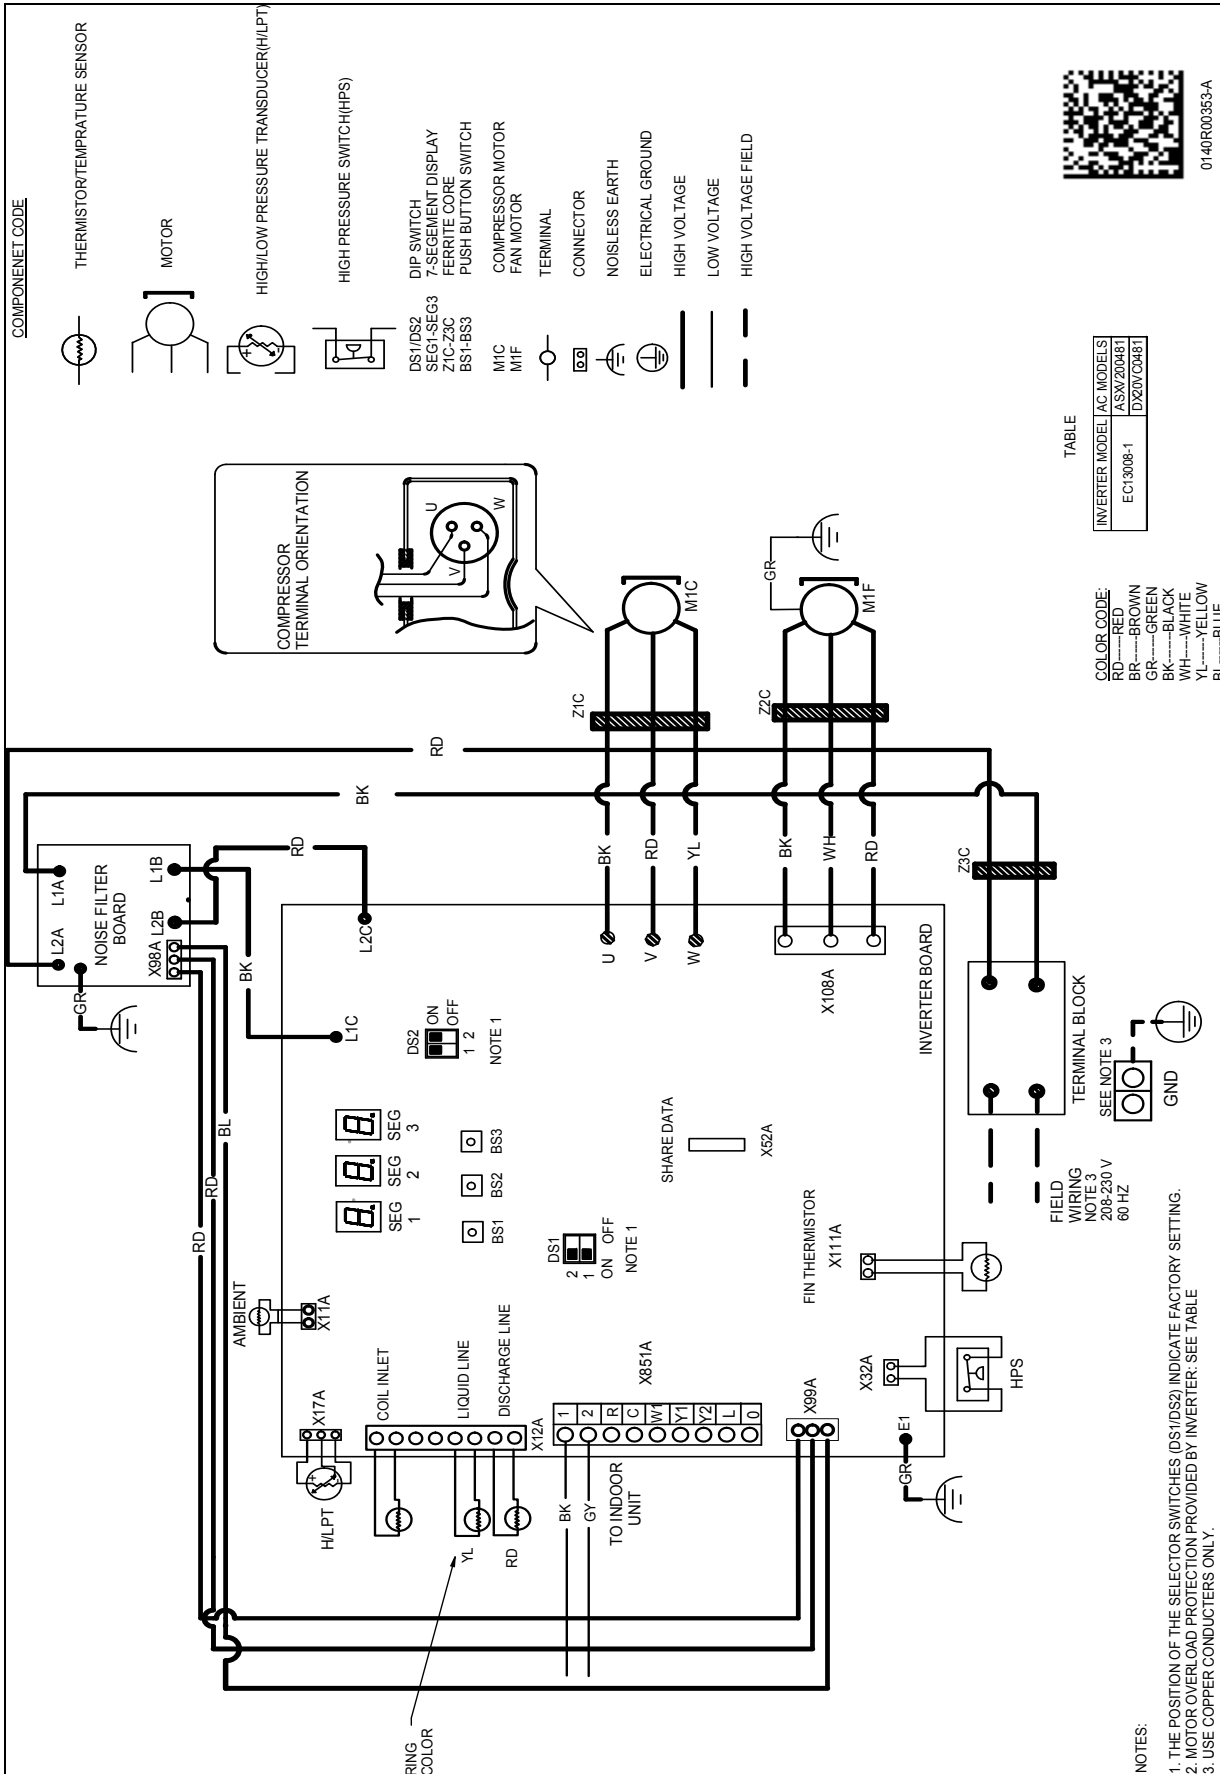 COMPONENET CODE
THERMISTOR/TEMPRATURE SENSOR
MOTOR
HIGH/LOW PRESSURE TRANSDUCER(H/LPT)
HIGH PRESSURE SWITCH(HPS)
DS1/DS2 DIP SWITCH
SEG1-SEG3 7-SEGEMENT DISPLAY
Z1C-Z3C FERRITE CORE
BS1-BS3 PUSH BUTTON SWITCH
M1C COMPRESSOR MOTOR
M1F FAN MOTOR
TERMINAL
CONNECTOR
NOISLESS EARTH
ELECTRICAL GROUND
HIGH VOLTAGE
LOW VOLTAGE
HIGH VOLTAGE FIELD
0140R00353-A
COMPRESSOR
TERMINAL ORIENTATION
U
V
W
TABLE
INVERTER MODEL AC MODELS
EC13008-1
ASXV200481
DX20VC0481
COLOR CODE:
RD------RED
BR------BROWN
GR------GREEN
BK------BLACK
WH-----WHITE
YL------YELLOW
BL------BLUE
NOISE FILTER
BOARD
L2A
L1A
L2B
L1B
X98A
GR
RD
BK
RD
BK
RD
RD
BL
L1C
L2C
Z1C
M1C
BK
RD
YL
U
V
W
Z2C
M1F
GR
BK
WH
RD
X108A
Z3C
INVERTER BOARD
DS2
ON
OFF
1 2
NOTE 1
SEG
1
SEG
2
SEG
3
BS1
BS2
BS3
SHARE DATA
X52A
DS1
2
1
ON OFF
NOTE 1
FIN THERMISTOR
X111A
AMBIENT
X11A
X17A
H/LPT
COIL INLET
LIQUID LINE
DISCHARGE LINE
X12A
YL
RD
RING
COLOR
X851A
1
2
R
C
W1
Y1
Y2
L
0
BK
GY
TO INDOOR
UNIT
X99A
X32A
HPS
E1
GR
TERMINAL BLOCK
SEE NOTE 3
GND
FIELD
WIRING
NOTE 3
208-230 V
60 HZ
NOTES:
1. THE POSITION OF THE SELECTOR SWITCHES (DS1/DS2) INDICATE FACTORY SETTING.
2. MOTOR OVERLOAD PROTECTION PROVIDED BY INVERTER: SEE TABLE
3. USE COPPER CONDUCTERS ONLY.